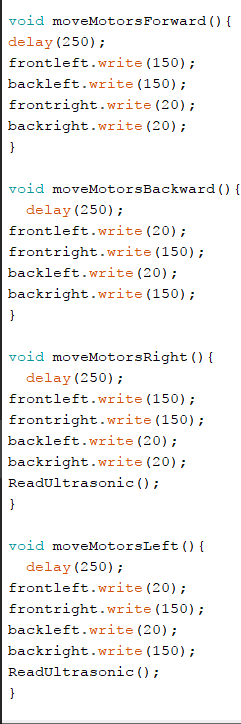 void moveMotorsForward(){
delay(250);
frontleft.write(150);
backleft.write(150);
frontright.write(20);
backright.write(20);
}

void moveMotorsBackward(){
  delay(250);
frontleft.write(20);
frontright.write(150);
backleft.write(20);
backright.write(150);
}

void moveMotorsRight(){
  delay(250);
frontleft.write(150);
frontright.write(150);
backleft.write(20);
backright.write(20);
ReadUltrasonic();
}

void moveMotorsLeft(){
  delay(250);
frontleft.write(20);
frontright.write(150);
backleft.write(20);
backright.write(150);
ReadUltrasonic();
}